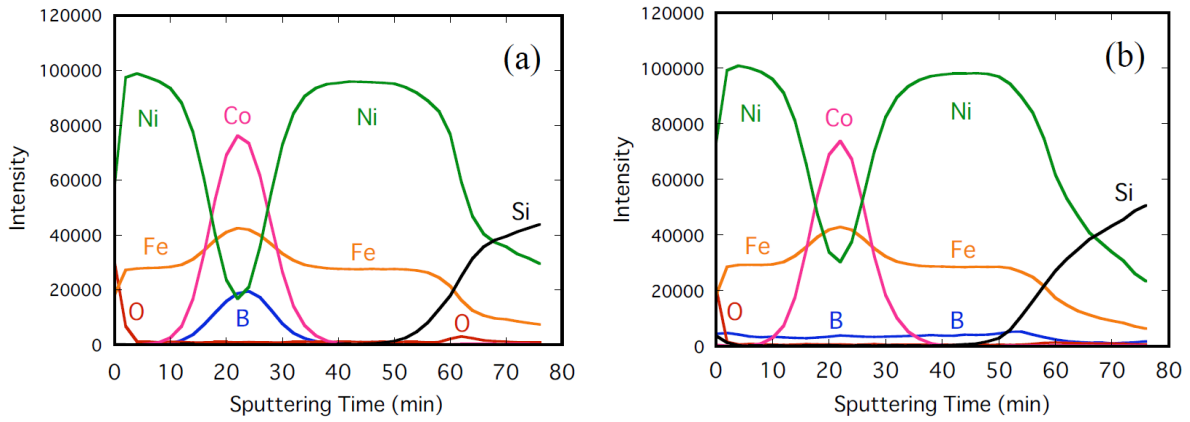 120000
(a)
100000
Ni
Co
Ni
80000
Intensity
60000
Si
Fe
Fe
40000
20000
O
B
O
0
0 10 20 30 40 50 60 70 80
Sputtering Time (min)
120000
(b)
100000
Ni
Co
Ni
80000
Intensity
60000
Si
Fe
Fe
40000
20000
O
B
B
0
0 10 20 30 40 50 60 70 80
Sputtering Time (min)